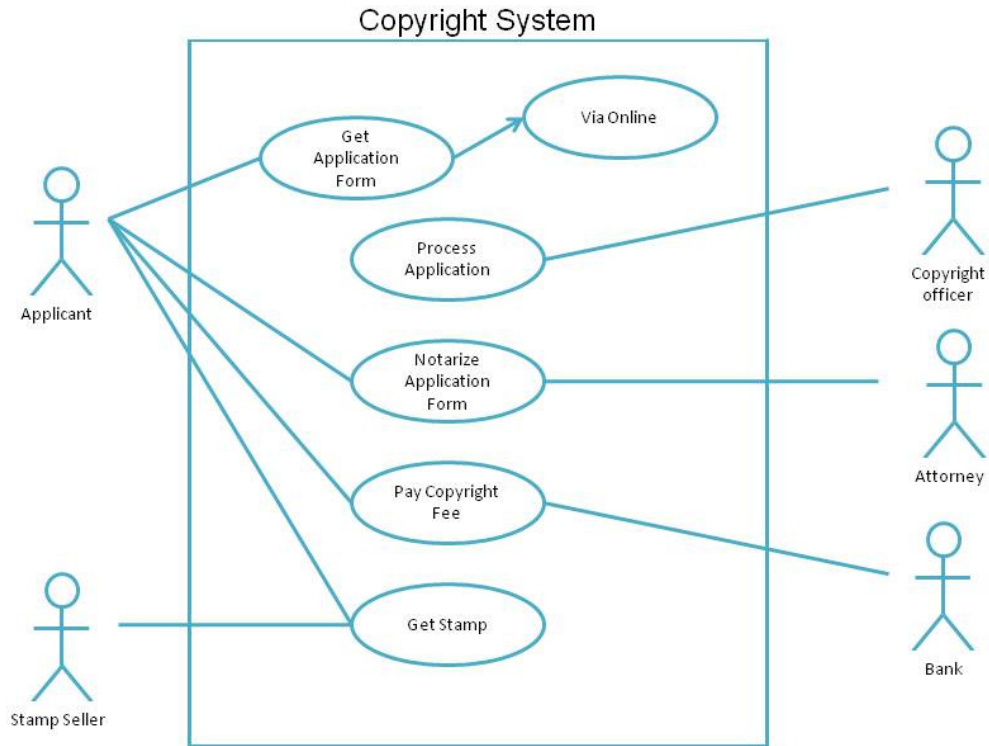 Copyright System
Via Online
Get
Application
Form
Process
Application
Copyright
officer
Applicant
Notarize
Application
Form
Attorney
Pay Copyright
Fee
Get Stamp
Bank
Stamp Seller